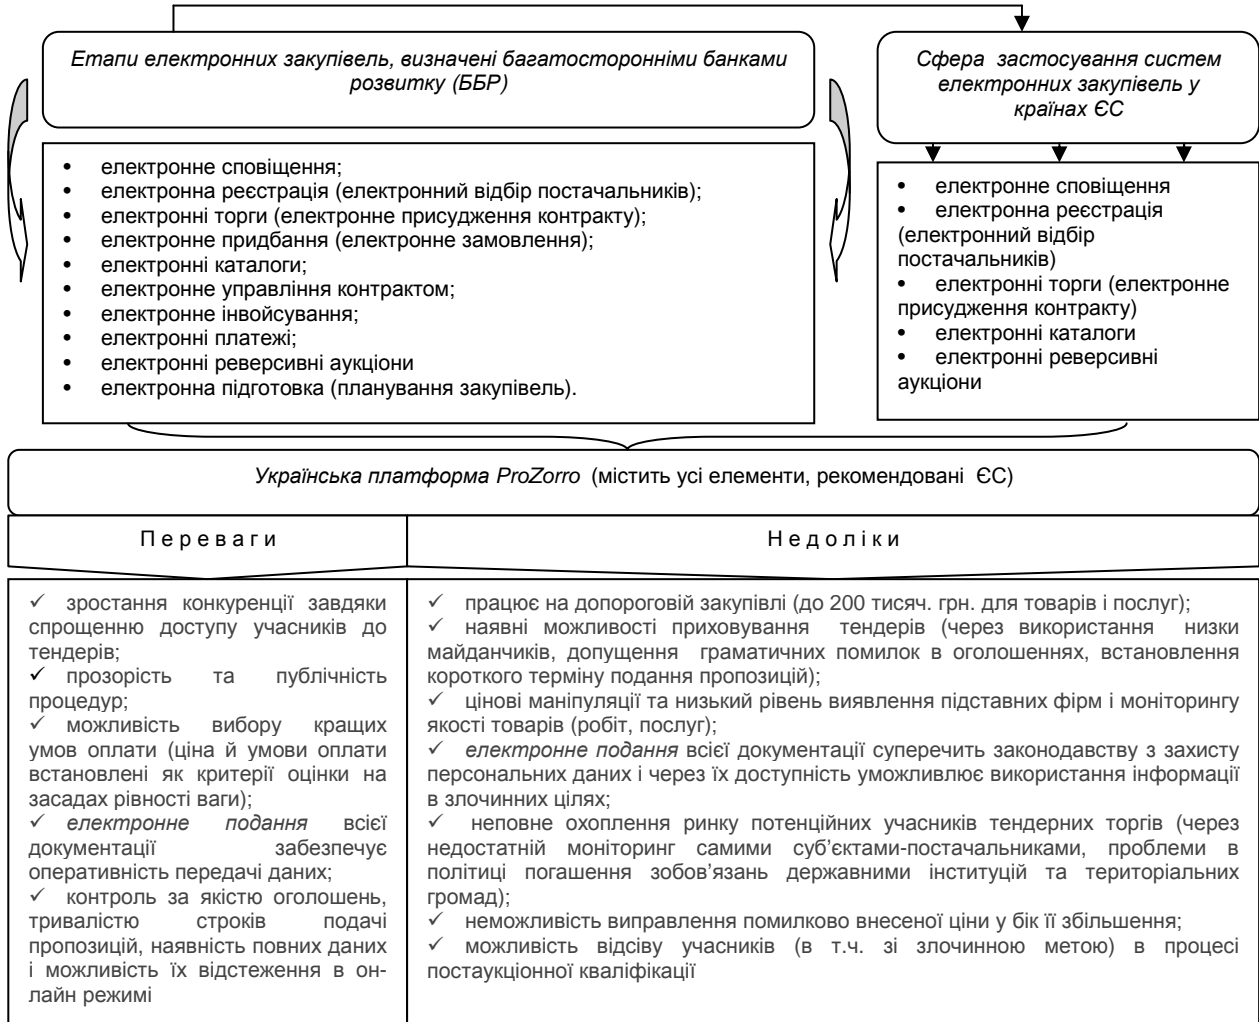 Етапи електронних закупівель, визначені багатосторонніми банками
розвитку (ББР)
Сфера застосування систем
електронних закупівель у
країнах ЄС
• електронне сповіщення;
• електронна реєстрація (електронний відбір постачальників);
• електронні торги (електронне присудження контракту);
• електронне придбання (електронне замовлення);
• електронні каталоги;
• електронне управління контрактом;
• електронне інвойсування;
• електронні платежі;
• електронні реверсивні аукціони
• електронна підготовка (планування закупівель).
• електронне сповіщення
• електронна реєстрація
(електронний відбір
постачальників)
• електронні торги (електронне
присудження контракту)
• електронні каталоги
• електронні реверсивні
аукціони
Українська платформа ProZorro (містить усі елементи, рекомендовані ЄС)
Переваги
Недоліки
✓ зростання конкуренції завдяки
спрощенню доступу учасників до
тендерів;
✓ прозорість та публічність
процедур;
✓ можливість вибору кращих
умов оплати (ціна й умови оплати
встановлені як критерії оцінки на
засадах рівності ваги);
✓ електронне подання всієї
документації забезпечує
оперативність передачі даних;
✓ контроль за якістю оголошень,
тривалістю строків подачі
пропозицій, наявність повних даних
і можливість їх відстеження в он-
лайн режимі
✓ працює на допороговій закупівлі (до 200 тисяч. грн. для товарів і послуг);
✓ наявні можливості приховування тендерів (через використання низки
майданчиків, допущення граматичних помилок в оголошеннях, встановлення
короткого терміну подання пропозицій);
✓ цінові маніпуляції та низький рівень виявлення підставних фірм і моніторингу
якості товарів (робіт, послуг);
✓ електронне подання всієї документації суперечить законодавству з захисту
персональних даних і через їх доступність уможливлює використання інформації
в злочинних цілях;
✓ неповне охоплення ринку потенційних учасників тендерних торгів (через
недостатній моніторинг самими суб’єктами-постачальниками, проблеми в
політиці погашення зобов’язань державними інституцій та територіальних
громад);
✓ неможливість виправлення помилково внесеної ціни у бік її збільшення;
✓ можливість відсіву учасників (в т.ч. зі злочинною метою) в процесі
постаукціонної кваліфікації